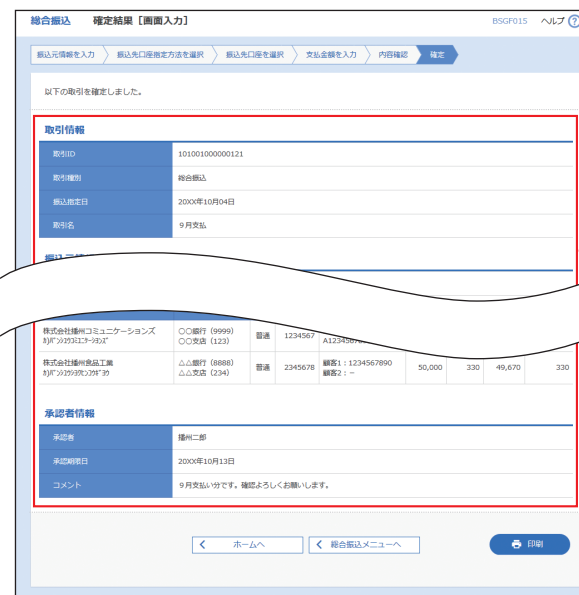 総合振込 確定結果［画面入力］ BSGF015 ヘルプ ?
振込元情報を入力 振込先口座指定方法を選択 振込先口座を選択 支払金額を入力 内容確認 確定
以下の取引を確定しました。
取引情報
取引ID 101001000000121
取引種別 総合振込
振込指定日 20XX年10月04日
取引名 9月支払
株式会社播州コミュニケーションズ ○○銀行（9999） 普通 1234567
○○支店（123）
株式会社播州食品工業 △△銀行（8888） 普通 2345678 顧客1：1234567890 50,000 330 49,670 330
△△支店（234） 顧客2：−
承認者情報
承認者 播州二郎
承認期限日 20XX年10月13日
コメント 9月支払い分です。確認よろしくお願いします。
ホームへ 総合振込メニューへ 印刷